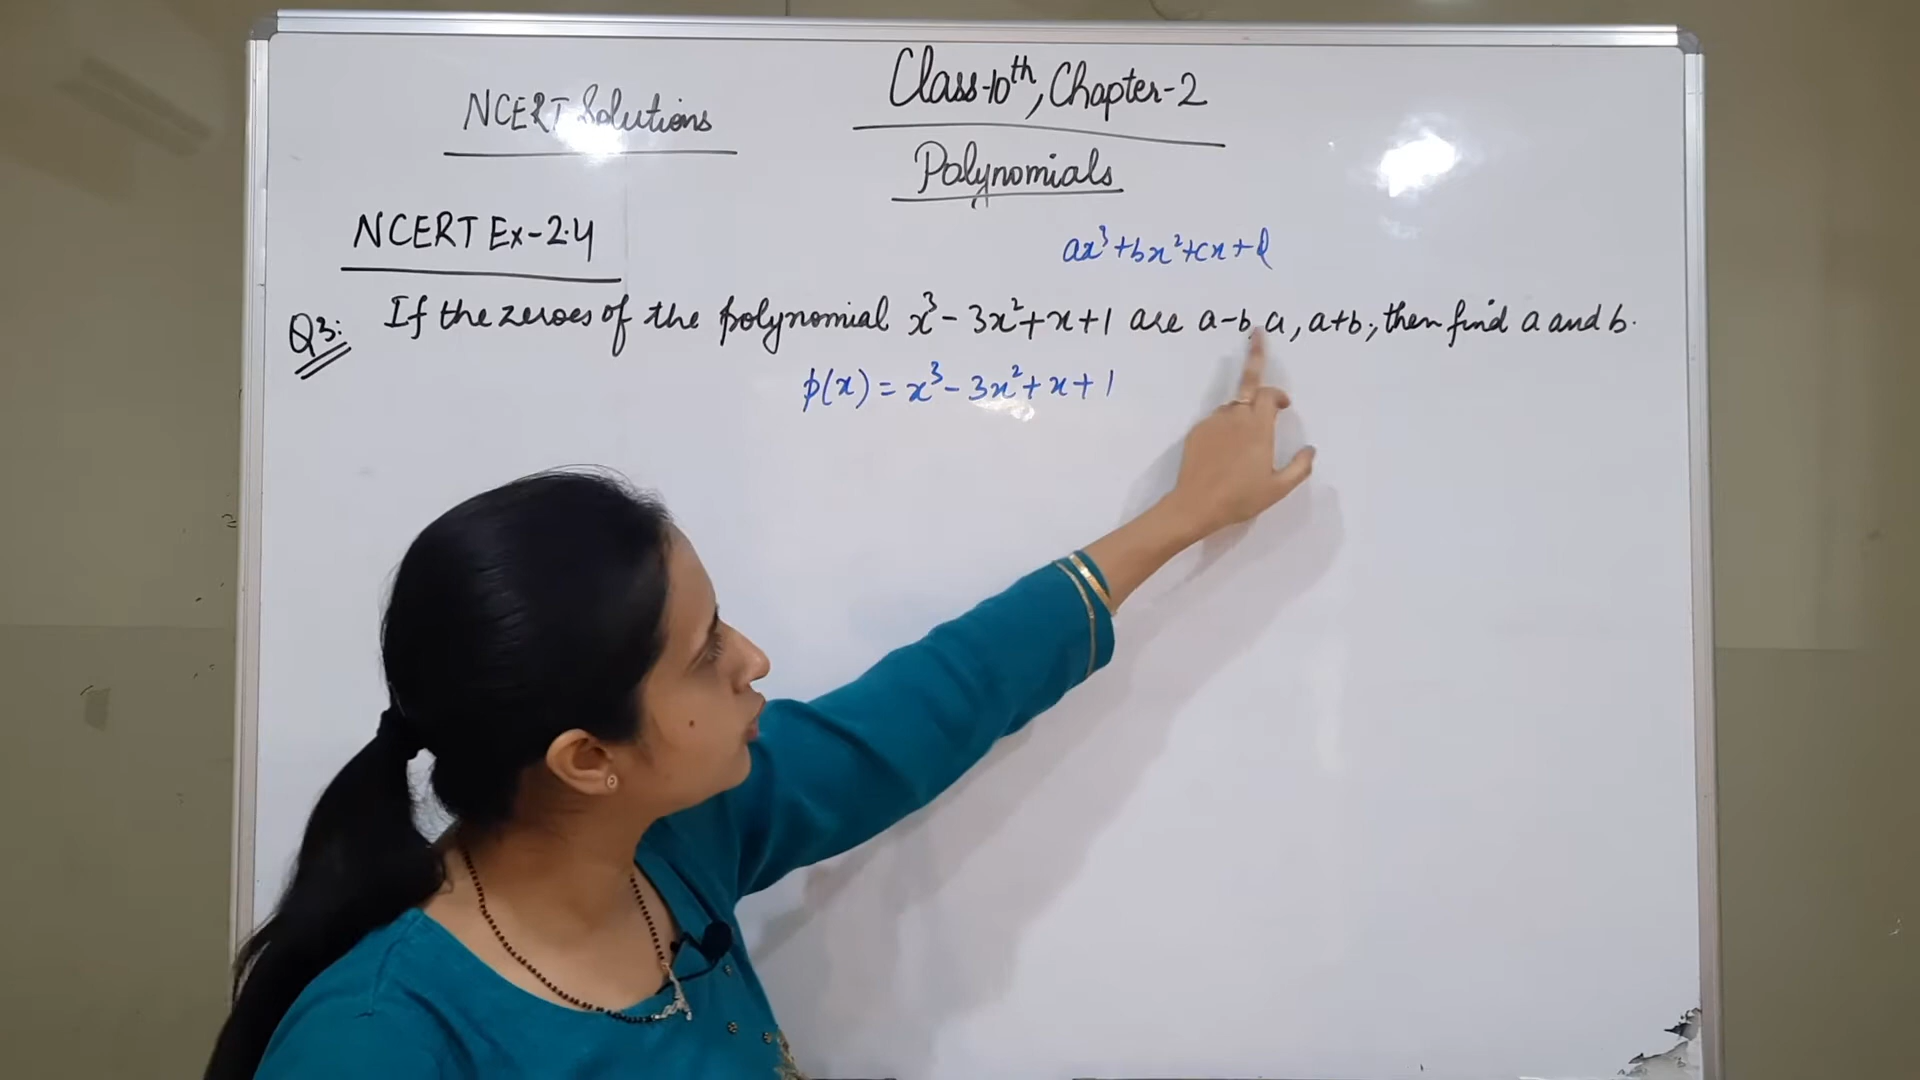 NCERT Solutions
Class-10th, Chapter-2
Polynomials
NCERT Ex-2.4
ax³+bx²+cx+d
Q3: If the zeroes of the polynomial x³-3x²+x+1 are a-b, a, a+b, then find a and b.
p(x) = x³-3x²+x+1